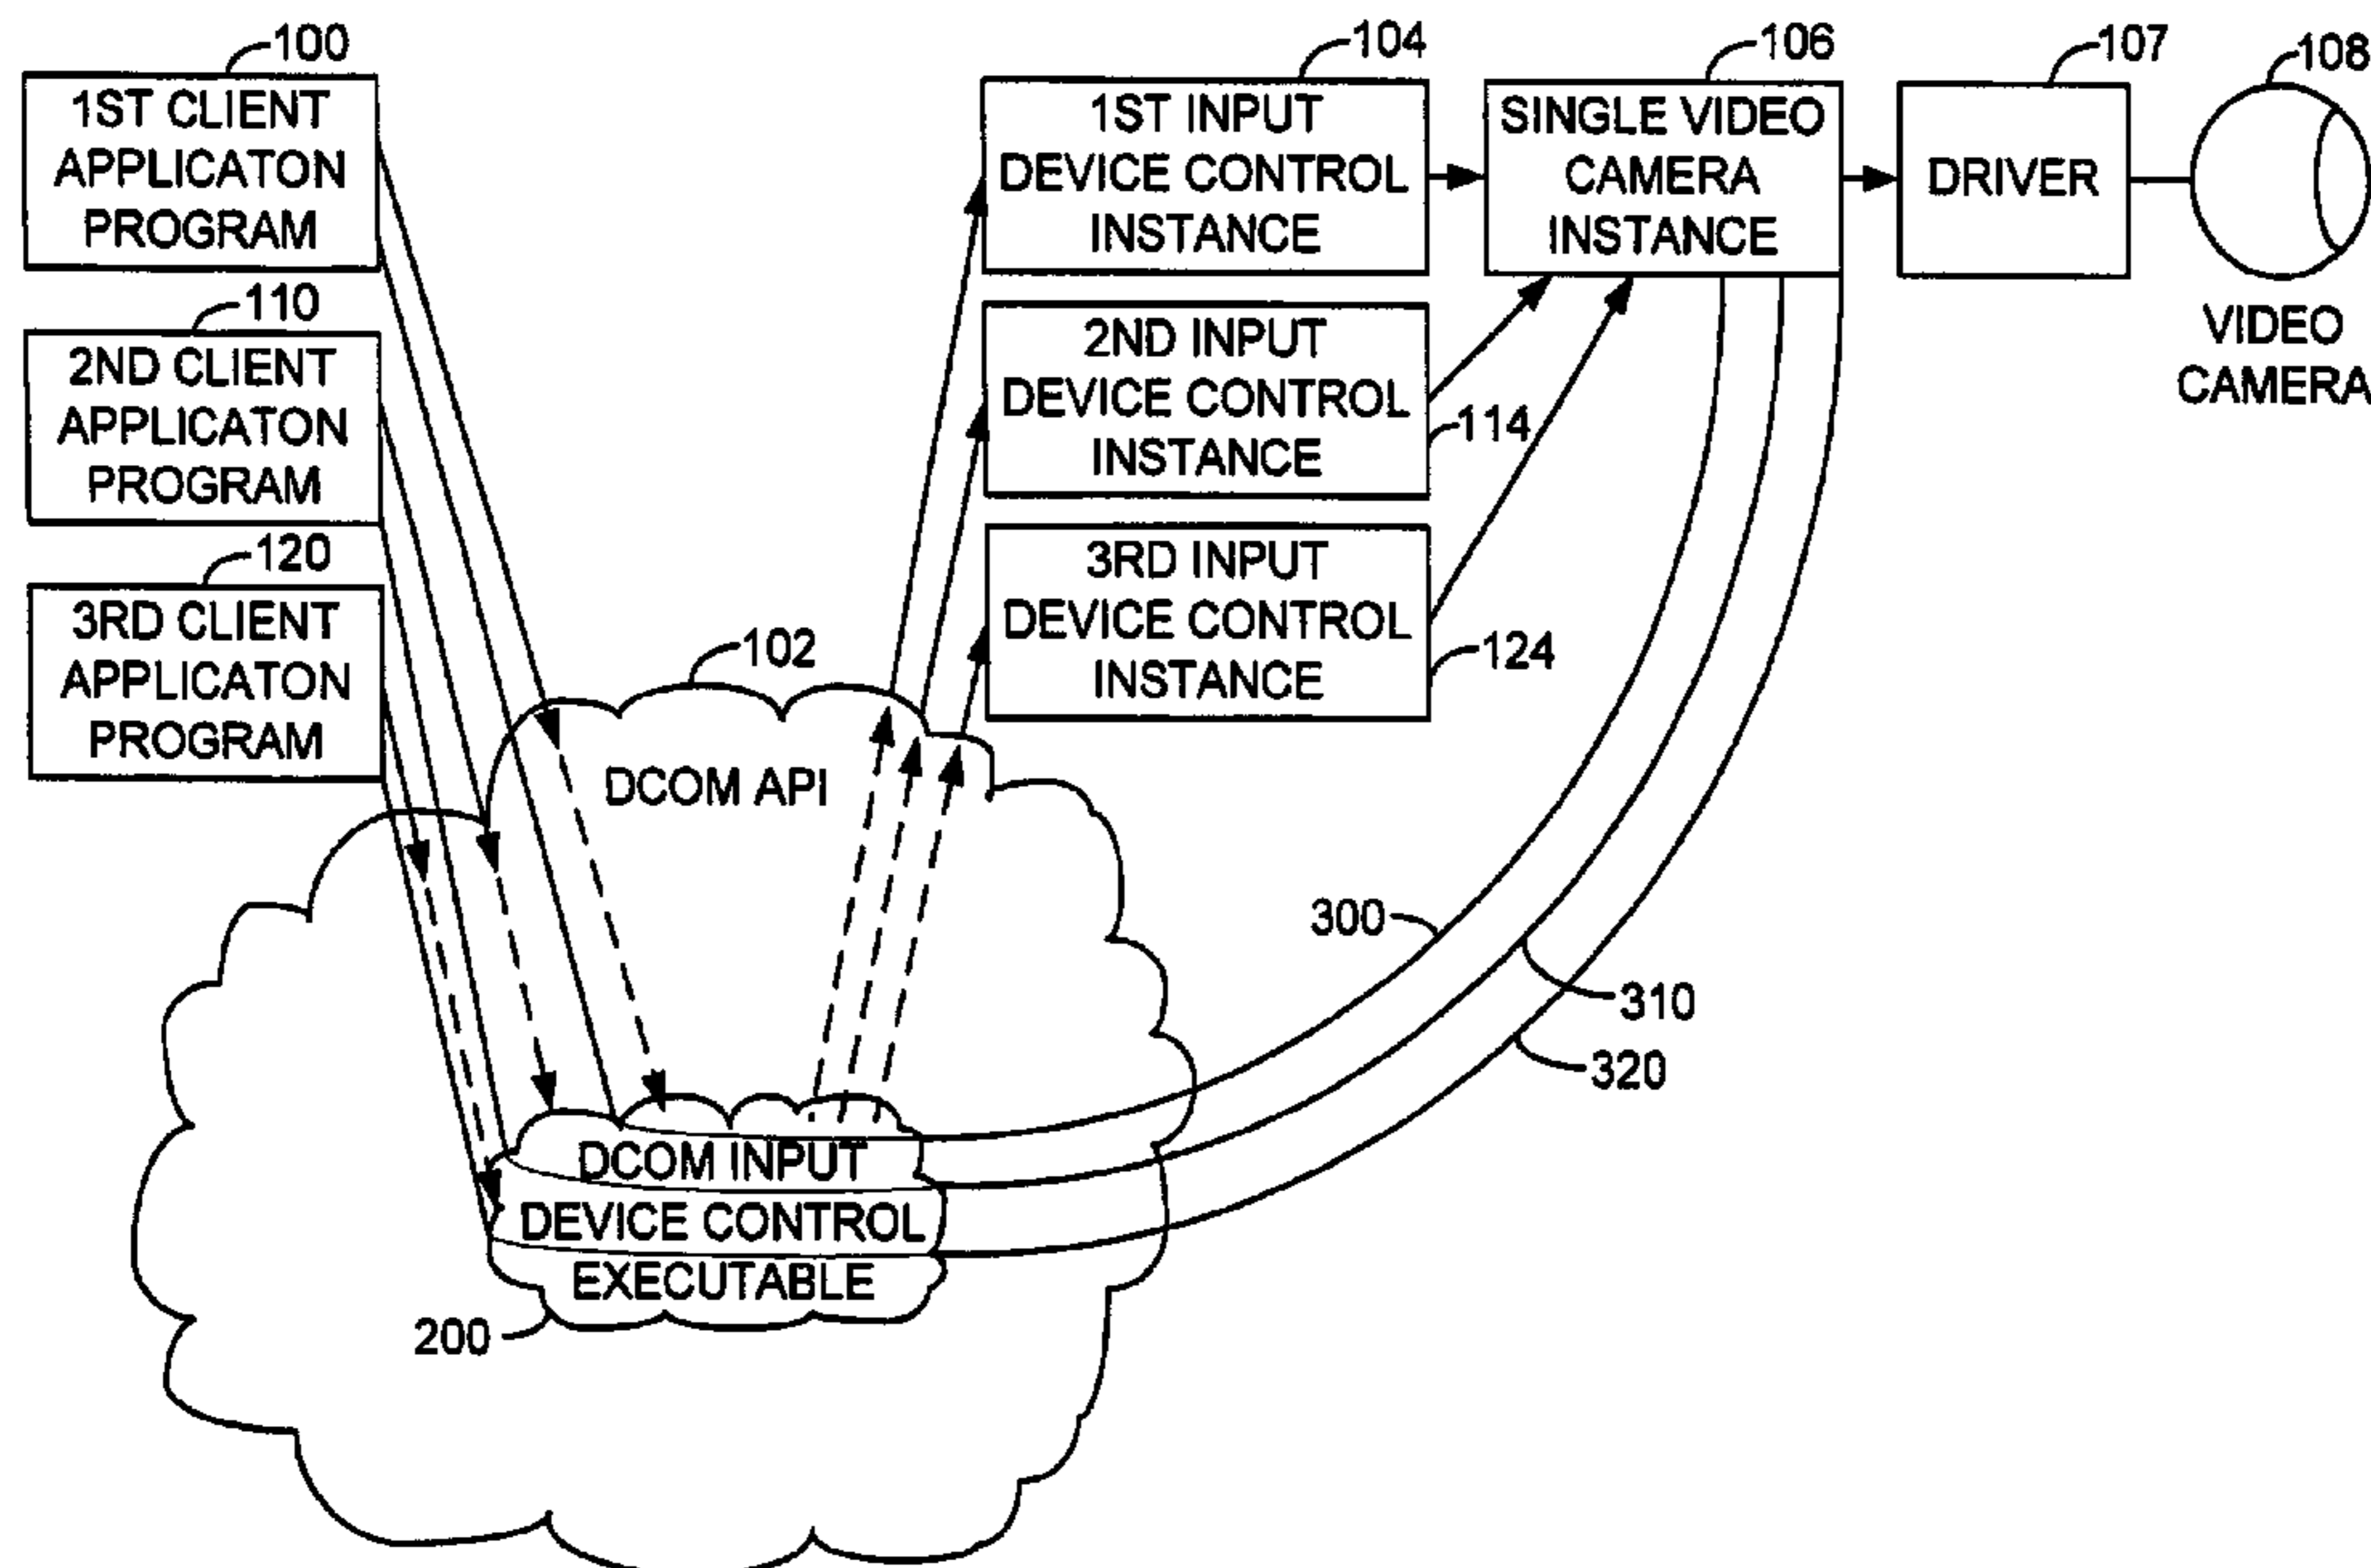 100
1ST CLIENT
APPLICATON
PROGRAM
110
2ND CLIENT
APPLICATON
PROGRAM
120
3RD CLIENT
APPLICATON
PROGRAM
104
1ST INPUT
DEVICE CONTROL
INSTANCE
2ND INPUT
DEVICE CONTROL
INSTANCE
114
3RD INPUT
DEVICE CONTROL
INSTANCE
124
106
SINGLE VIDEO
CAMERA
INSTANCE
107
DRIVER
108
VIDEO
CAMERA
102
DCOM API
300
310
320
DCOM INPUT
DEVICE CONTROL
EXECUTABLE
200